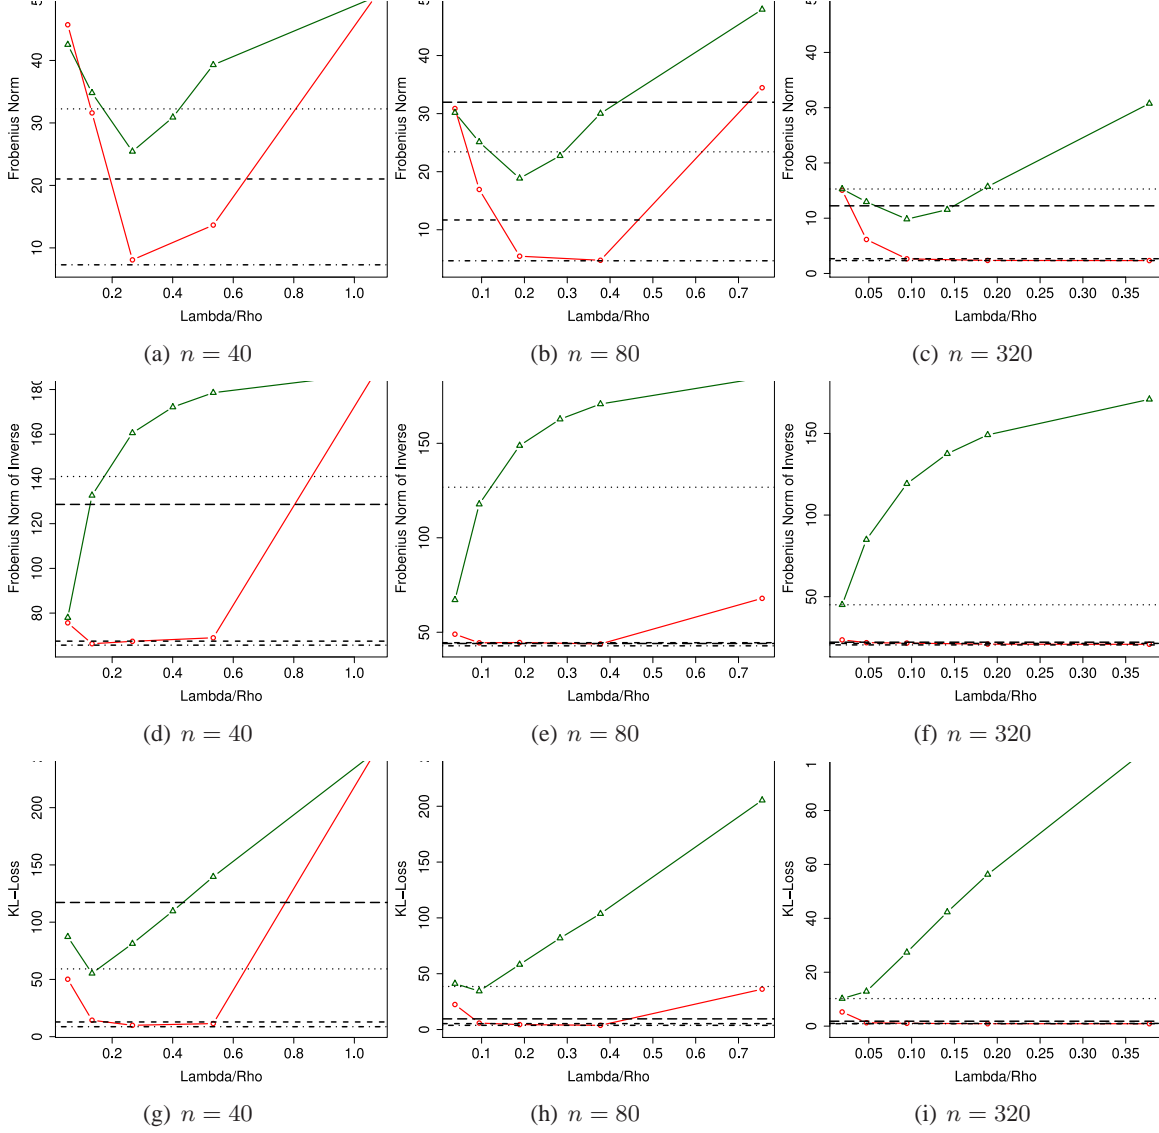 Frobenius Norm
10 20 30 40
0.2 0.4 0.6 0.8 1.0
Lambda/Rho
(a) n = 40
Frobenius Norm
10 20 30 40
0.1 0.2 0.3 0.4 0.5 0.6 0.7
Lambda/Rho
(b) n = 80
Frobenius Norm
0 10 20 30 40
0.05 0.10 0.15 0.20 0.25 0.30 0.35
Lambda/Rho
(c) n = 320
Frobenius Norm of Inverse
80 100 120 140 160 180
0.2 0.4 0.6 0.8 1.0
Lambda/Rho
(d) n = 40
Frobenius Norm of Inverse
50 100 150
0.1 0.2 0.3 0.4 0.5 0.6 0.7
Lambda/Rho
(e) n = 80
Frobenius Norm of Inverse
50 100 150
0.05 0.10 0.15 0.20 0.25 0.30 0.35
Lambda/Rho
(f) n = 320
KL-Loss
0 50 100 150 200
0.2 0.4 0.6 0.8 1.0
Lambda/Rho
(g) n = 40
KL-Loss
0 50 100 150 200
0.1 0.2 0.3 0.4 0.5 0.6 0.7
Lambda/Rho
(h) n = 80
KL-Loss
0 20 40 60 80
0.05 0.10 0.15 0.20 0.25 0.30 0.35
Lambda/Rho
(i) n = 320